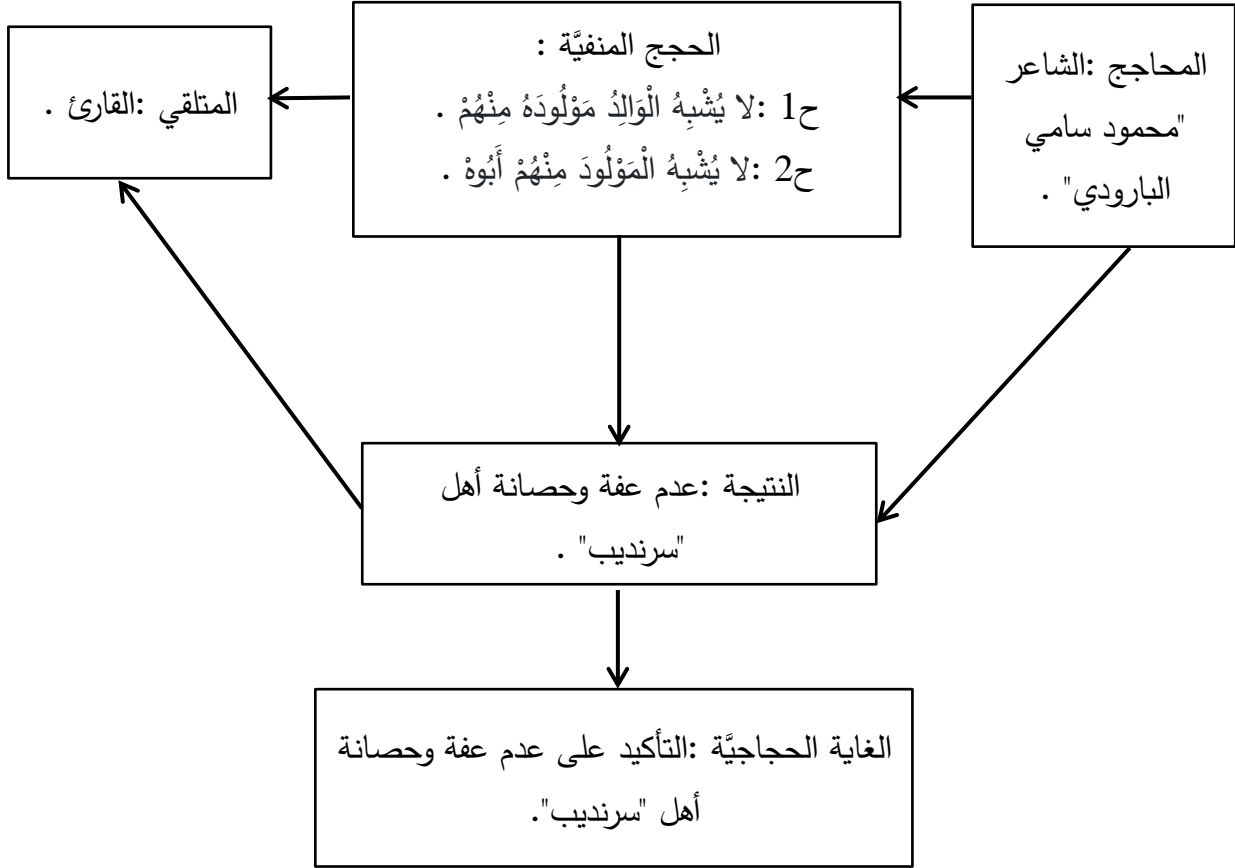 المحاجج :الشاعر
"محمود سامي
البارودي" .
الحجج المنفيَّة :
ح1 :لا يُشْبِهُ الْوَالِدُ مَوْلُودَهُ مِنْهُمْ .
ح2 :لا يُشْبِهُ الْمَوْلُودَ مِنْهُمْ أَبُوهْ .
المتلقي :القارئ .
النتيجة :عدم عفة وحصانة أهل
"سرنديب" .
الغاية الحجاجيَّة :التأكيد على عدم عفة وحصانة
أهل "سرنديب".